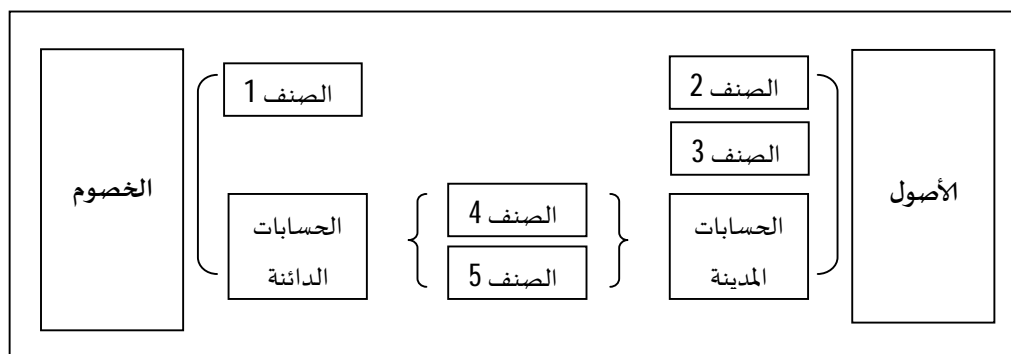 الأصول
الصنف 2
الصنف 3
الحسابات
المدينة
الصنف 4
الصنف 5
الصنف 1
الحسابات
الدائنة
الخصوم